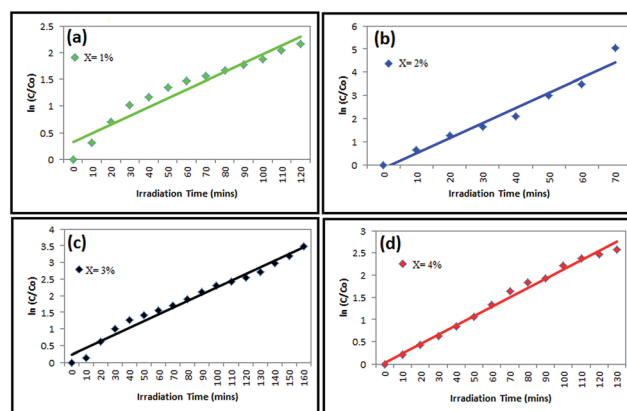 (a)
X= 1%
ln (C/Co)
2.5
2
1.5
1
0.5
0
0 10 20 30 40 50 60 70 80 90 100 110 120
Irradiation Time (mins)
(b)
X= 2%
ln (C/Co)
6
5
4
3
2
1
0
0 10 20 30 40 50 60 70
Irradiation Time (mins)
(c)
X= 3%
ln (C/Co)
4
3.5
3
2.5
2
1.5
1
0.5
0
0 10 20 30 40 50 60 70 80 90 100 110 120 130 140 150 160
Irradiation Time (mins)
(d)
X= 4%
ln (C/Co)
3
2.5
2
1.5
1
0.5
0
0 10 20 30 40 50 60 70 80 90 100 110 120 130
Irradiation Time (mins)